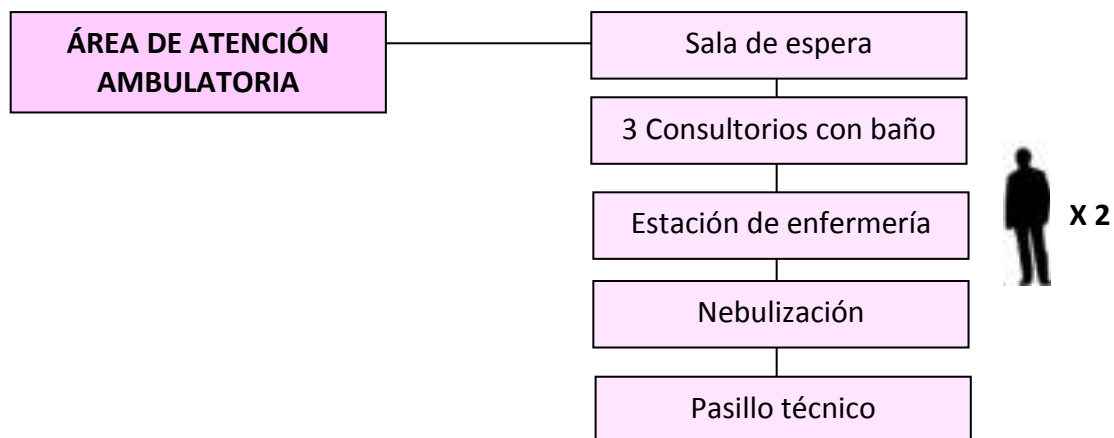 ÁREA DE ATENCIÓN
AMBULATORIA
Sala de espera
3 Consultorios con baño
Estación de enfermería
X 2
Nebulización
Pasillo técnico